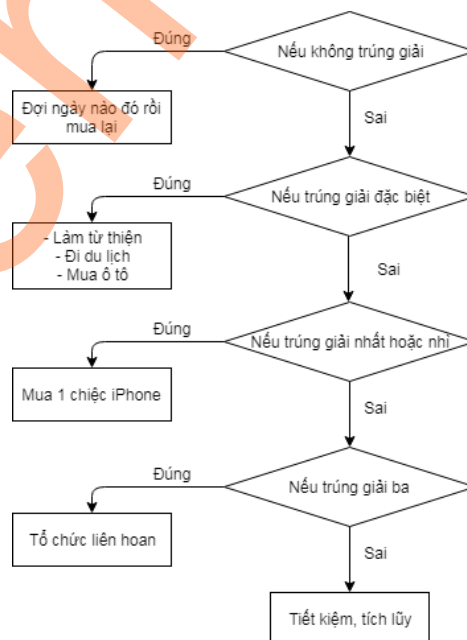 Đúng
Nếu không trúng giải
Đợi ngày nào đó rồi
mua lại
Sai
Đúng
Nếu trúng giải đặc biệt
- Làm từ thiện
- Đi du lịch
- Mua ô tô
Sai
Đúng
Nếu trúng giải nhất hoặc nhì
Mua 1 chiếc iPhone
Sai
Đúng
Nếu trúng giải ba
Tổ chức liên hoan
Sai
Tiết kiệm, tích lũy